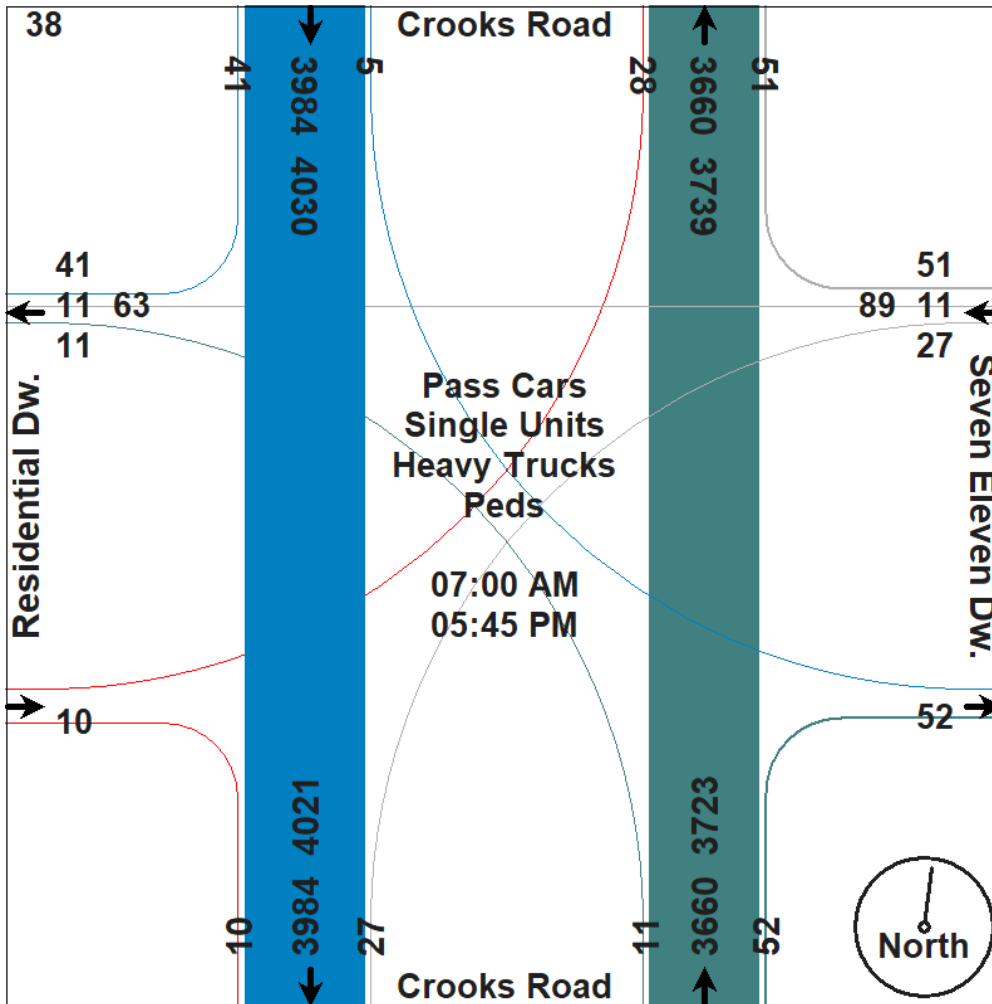 38
Crooks Road
41
3984 4030
5
28
3660 3739
51
41
11 63
11
51
89 11
27
Residential Dw.
Pass Cars
Single Units
Heavy Trucks
Peds
07:00 AM
05:45 PM
Seven Eleven Dw.
10
52
10
3984 4021
27
11
3660 3723
52
North
Crooks Road